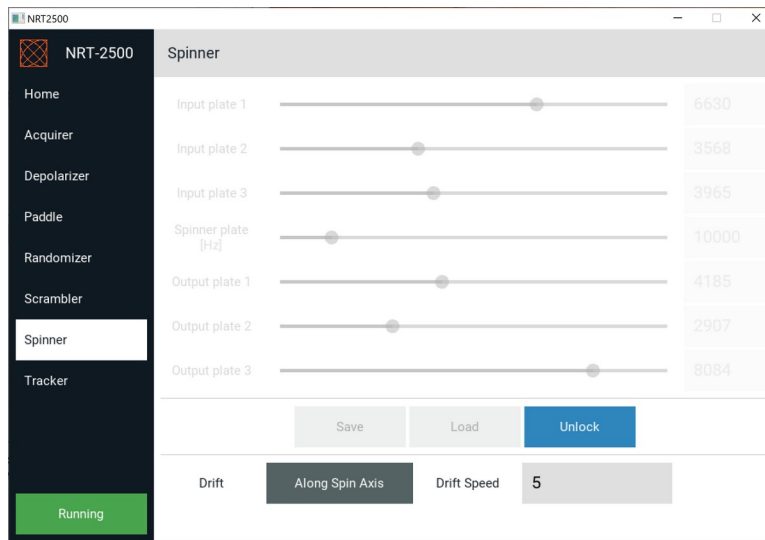 NRT2500
NRT-2500
Spinner
Home
Acquirer
Depolarizer
Paddle
Randomizer
Scrambler
Spinner
Tracker
Running
Input plate 1
6630
Input plate 2
3568
Input plate 3
3965
Spinner plate
[Hz]
10000
Output plate 1
4185
Output plate 2
2907
Output plate 3
8084
Save
Load
Unlock
Drift
Along Spin Axis
Drift Speed
5